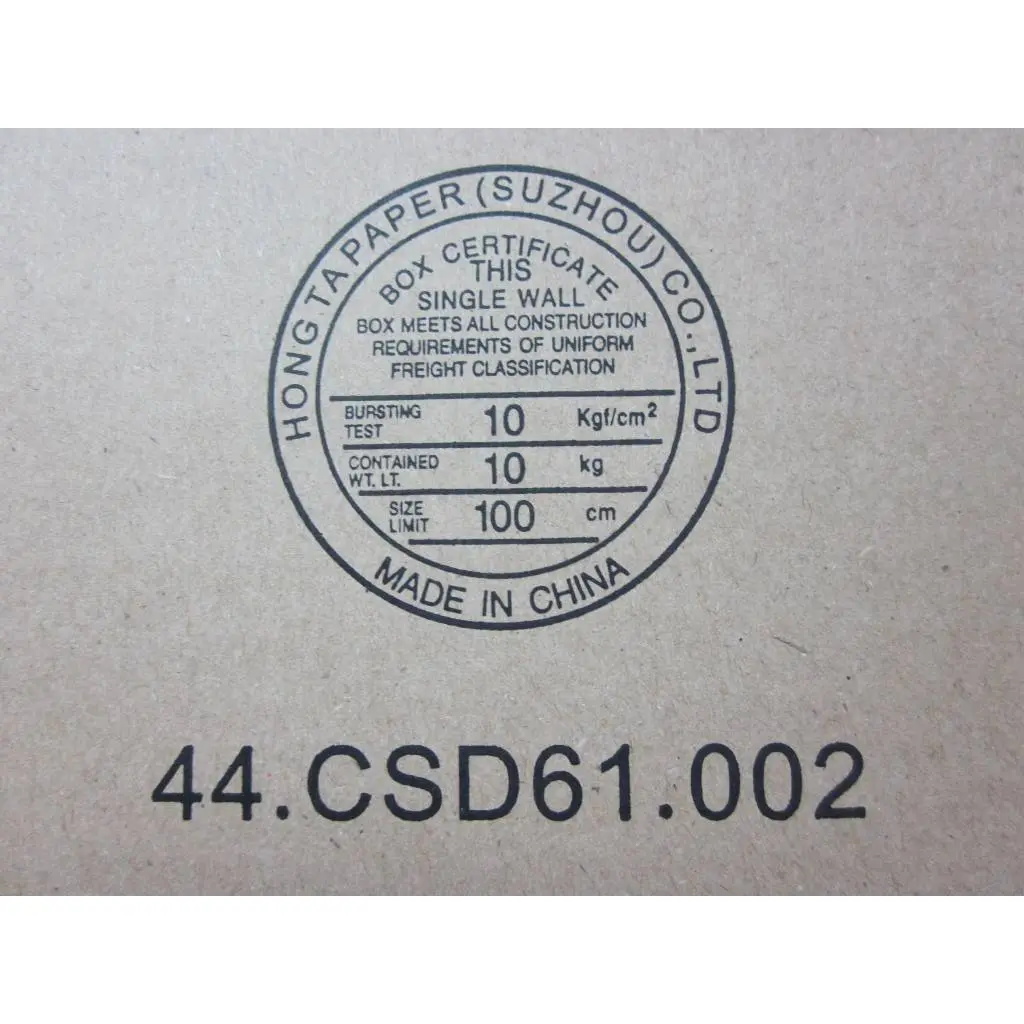 HONG TA PAPER (SUZHOU) CO.,LTD
BOX CERTIFICATE
THIS
SINGLE WALL
BOX MEETS ALL CONSTRUCTION
REQUIREMENTS OF UNIFORM
FREIGHT CLASSIFICATION
BURSTING TEST 10 Kgf/cm²
CONTAINED WT. LT. 10 kg
SIZE LIMIT 100 cm
MADE IN CHINA
44.CSD61.002